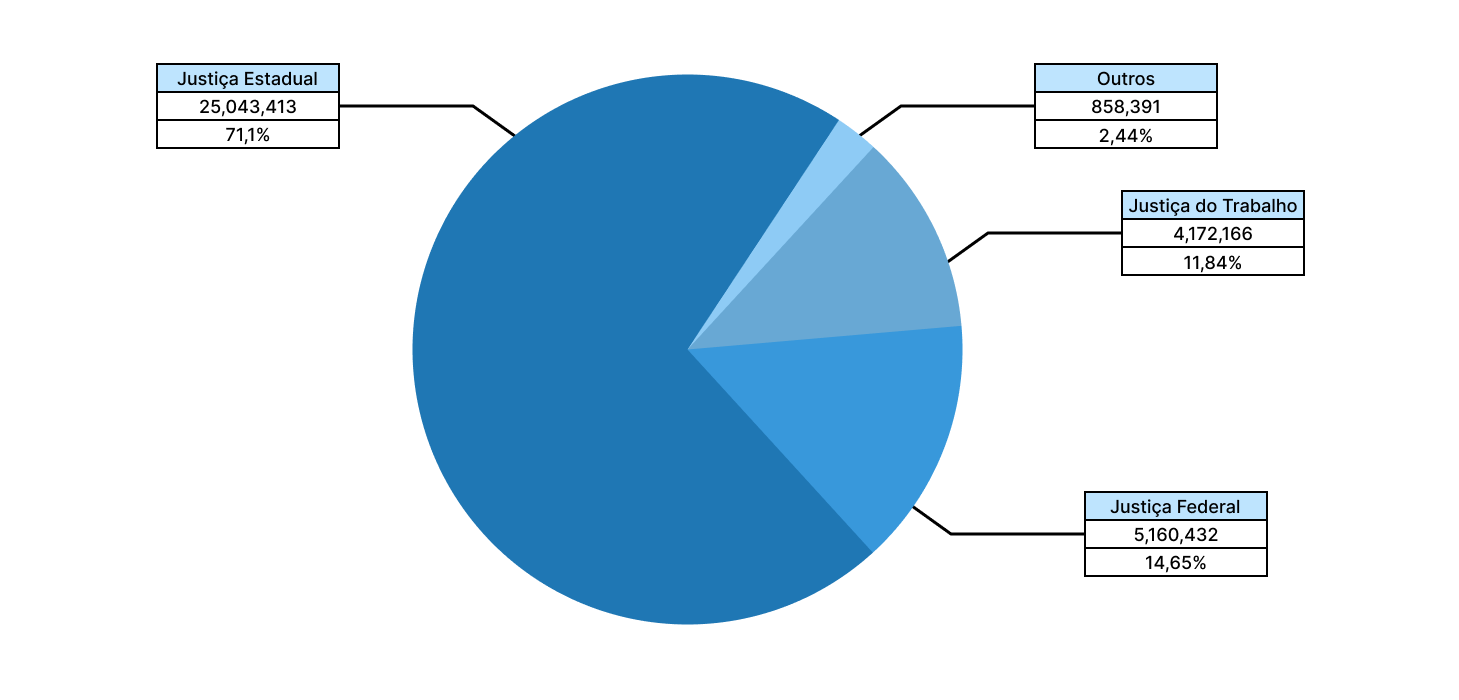 Justiça Estadual
25,043,413
71,1%
Outros
858,391
2,44%
Justiça do Trabalho
4,172,166
11,84%
Justiça Federal
5,160,432
14,65%